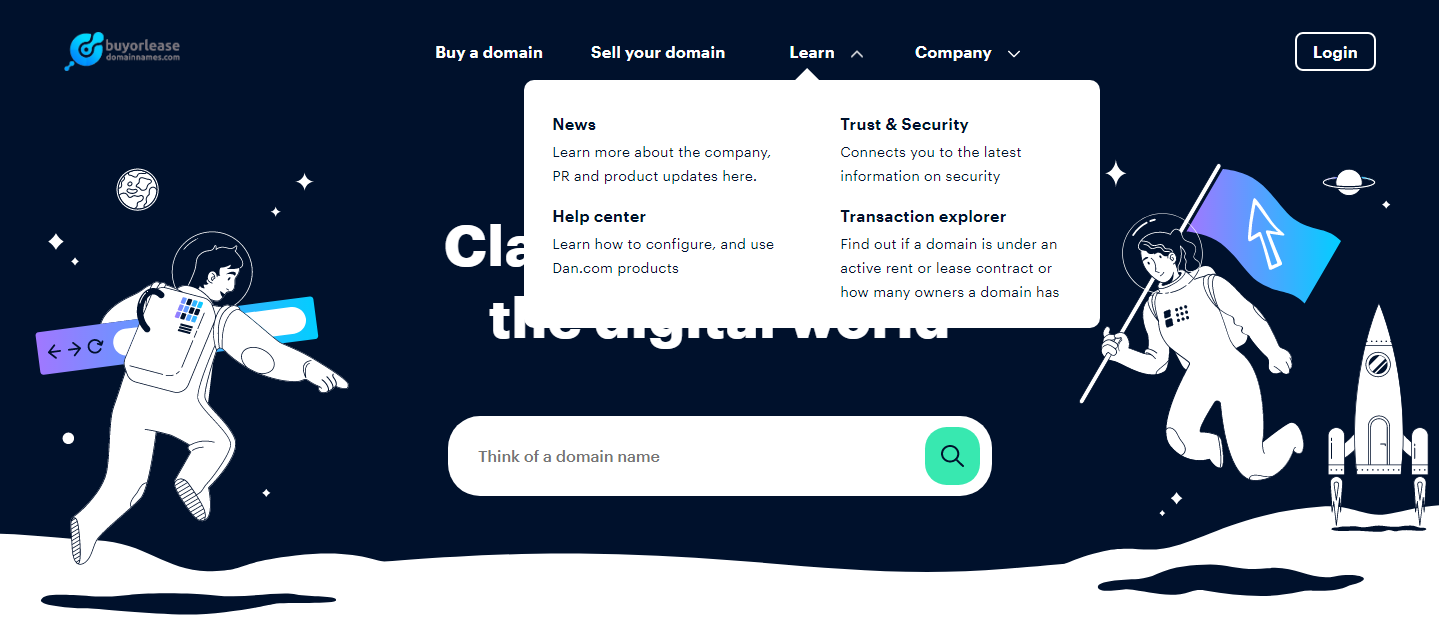 buyorlease
domainnames.com
Buy a domain
Sell your domain
Learn
Company
Login
News
Learn more about the company,
PR and product updates here.
Help center
Learn how to configure, and use
Dan.com products
Trust & Security
Connects you to the latest
information on security
Transaction explorer
Find out if a domain is under an
active rent or lease contract or
how many owners a domain has
the digital world
Think of a domain name